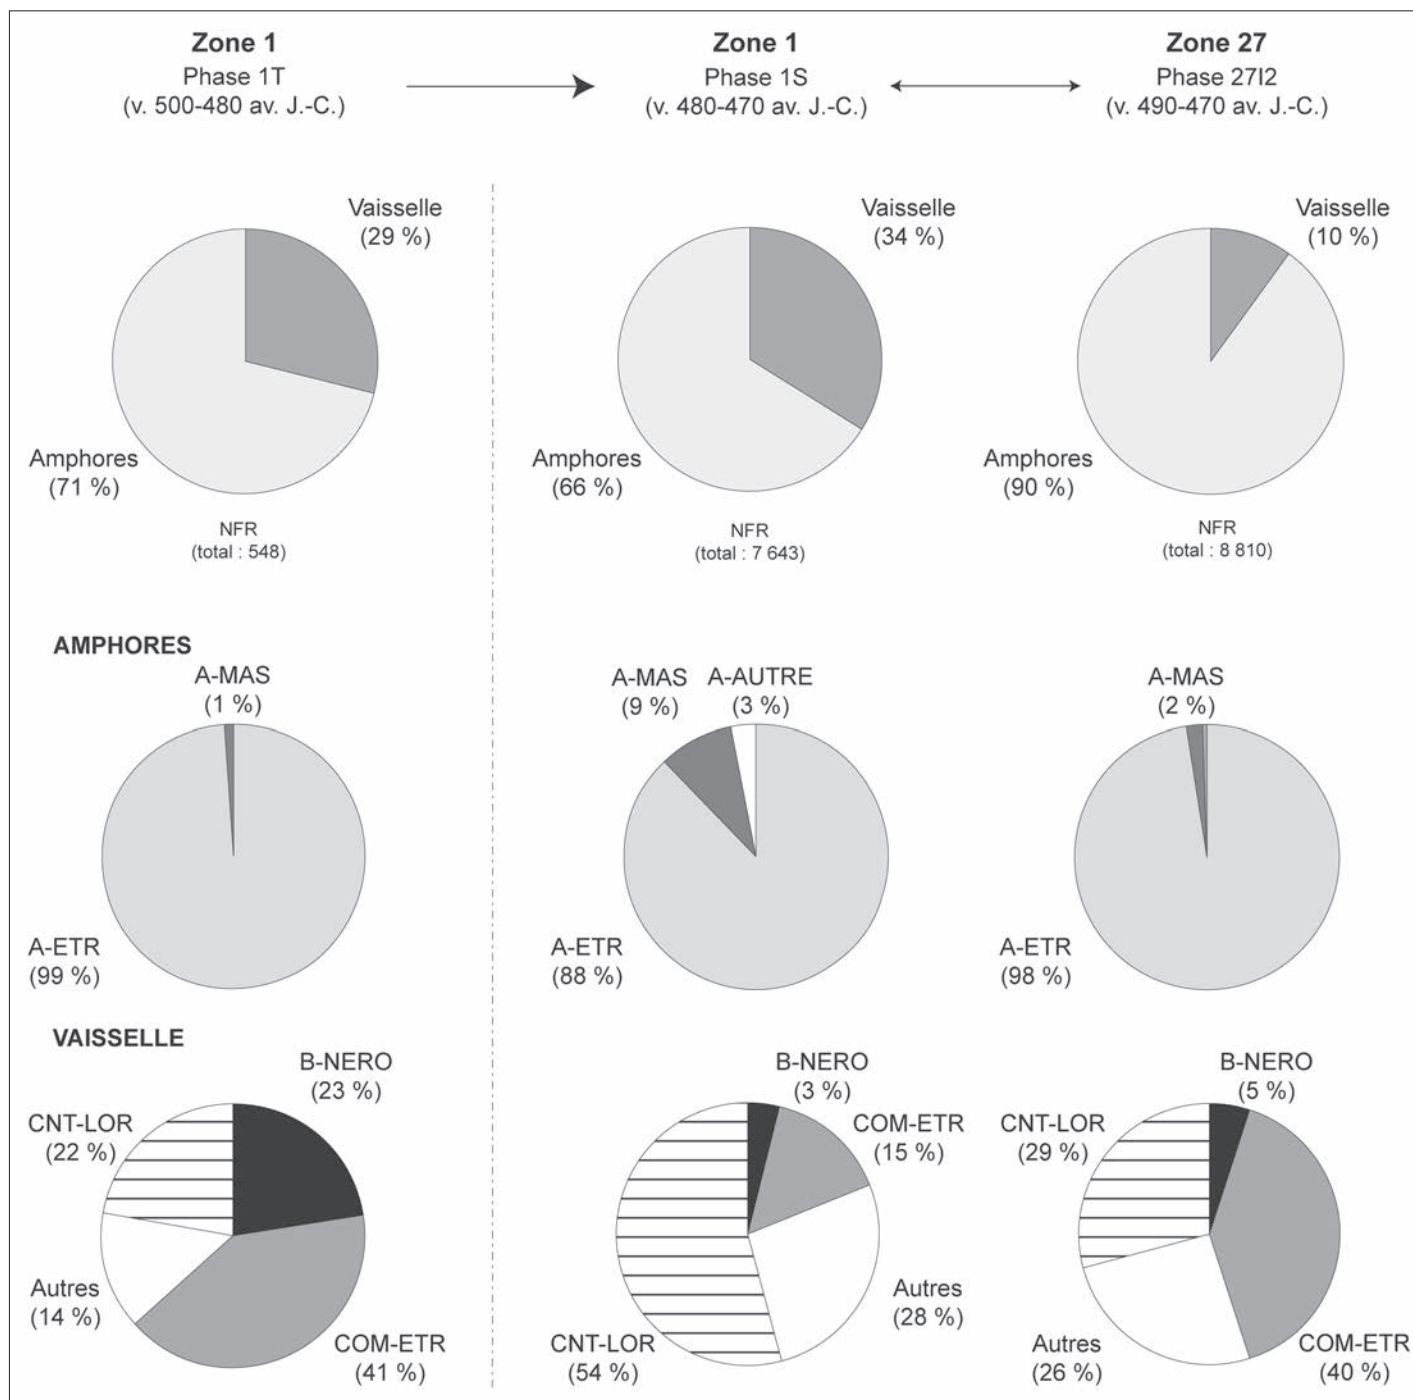 Zone 1
Phase 1T
(v. 500-480 av. J.-C.)
Zone 1
Phase 1S
(v. 480-470 av. J.-C.)
Zone 27
Phase 27I2
(v. 490-470 av. J.-C.)
Vaisselle
(29 %)
Amphores
(71 %)
NFR
(total : 548)
Vaisselle
(34 %)
Amphores
(66 %)
NFR
(total : 7 643)
Vaisselle
(10 %)
Amphores
(90 %)
NFR
(total : 8 810)
AMPHORES
A-MAS
(1 %)
A-ETR
(99 %)
A-MAS
(9 %)
A-AUTRE
(3 %)
A-ETR
(88 %)
A-MAS
(2 %)
A-ETR
(98 %)
VAISSELLE
B-NERO
(23 %)
CNT-LOR
(22 %)
Autres
(14 %)
COM-ETR
(41 %)
B-NERO
(3 %)
COM-ETR
(15 %)
Autres
(28 %)
CNT-LOR
(54 %)
B-NERO
(5 %)
CNT-LOR
(29 %)
Autres
(26 %)
COM-ETR
(40 %)